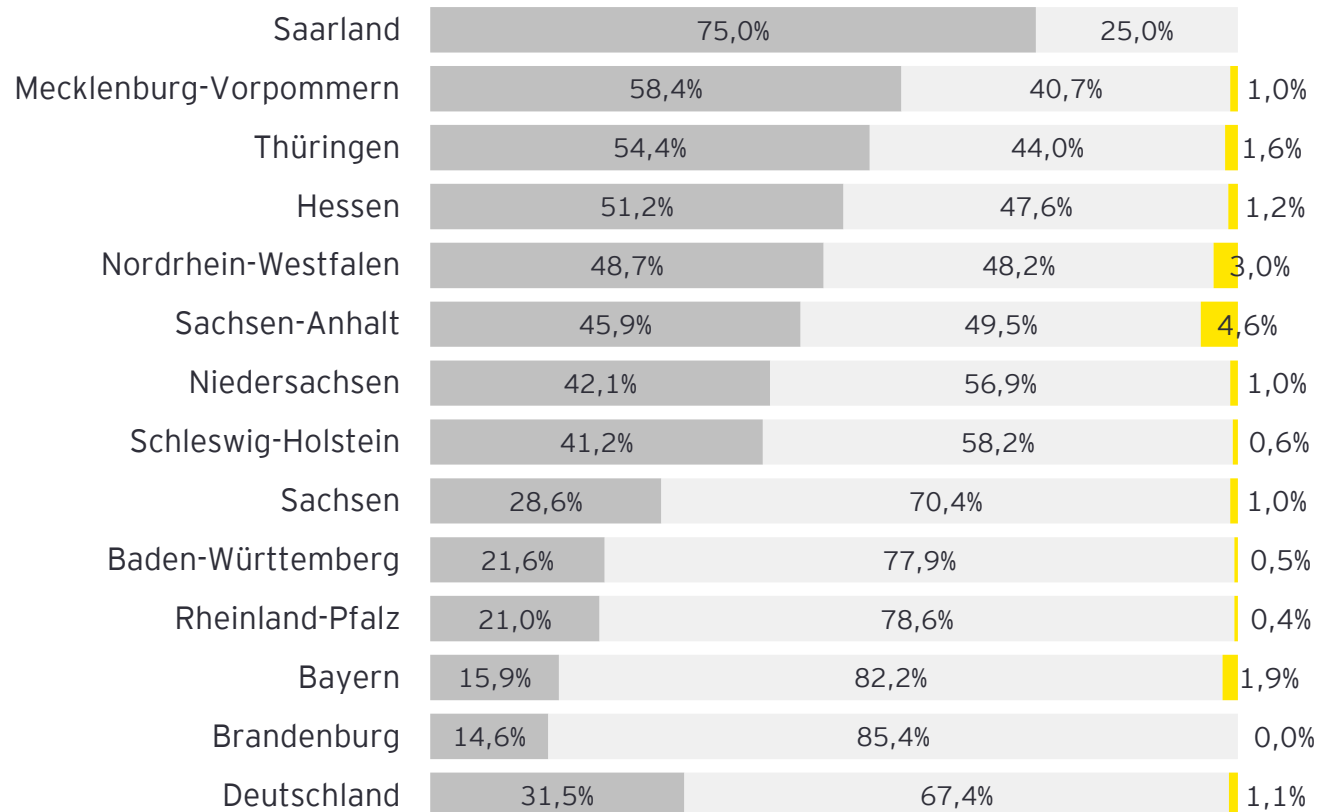 Saarland 75,0% 25,0%
Mecklenburg-Vorpommern 58,4% 40,7% 1,0%
Thüringen 54,4% 44,0% 1,6%
Hessen 51,2% 47,6% 1,2%
Nordrhein-Westfalen 48,7% 48,2% 3,0%
Sachsen-Anhalt 45,9% 49,5% 4,6%
Niedersachsen 42,1% 56,9% 1,0%
Schleswig-Holstein 41,2% 58,2% 0,6%
Sachsen 28,6% 70,4% 1,0%
Baden-Württemberg 21,6% 77,9% 0,5%
Rheinland-Pfalz 21,0% 78,6% 0,4%
Bayern 15,9% 82,2% 1,9%
Brandenburg 14,6% 85,4% 0,0%
Deutschland 31,5% 67,4% 1,1%